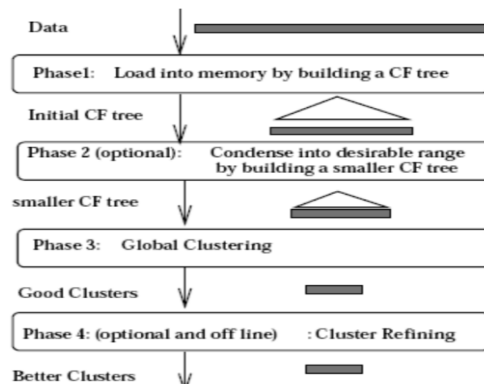 Data
Phase1: Load into memory by building a CF tree
Initial CF tree
Phase 2 (optional): Condense into desirable range
by building a smaller CF tree
smaller CF tree
Phase 3: Global Clustering
Good Clusters
Phase 4: (optional and off line) : Cluster Refining
Better Clusters